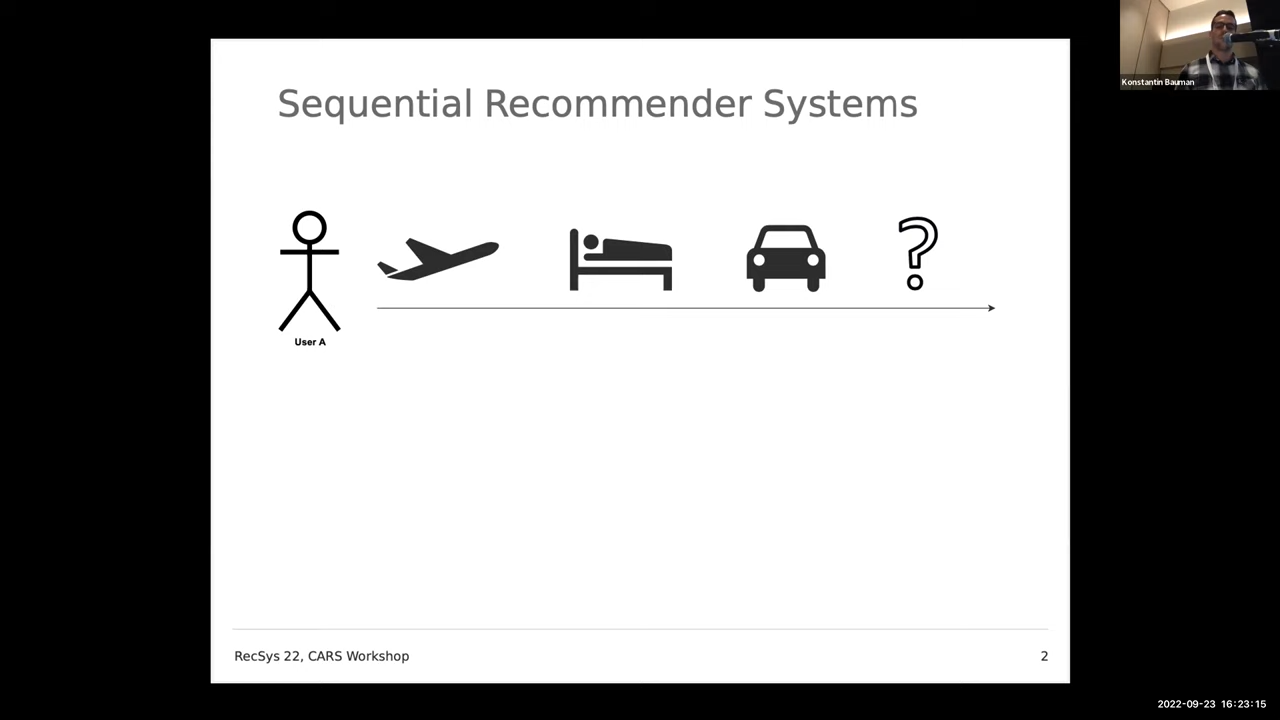 Sequential Recommender Systems
Konstantin Bauman
?
User A
RecSys 22, CARS Workshop
2
2022-09-23 16:23:15